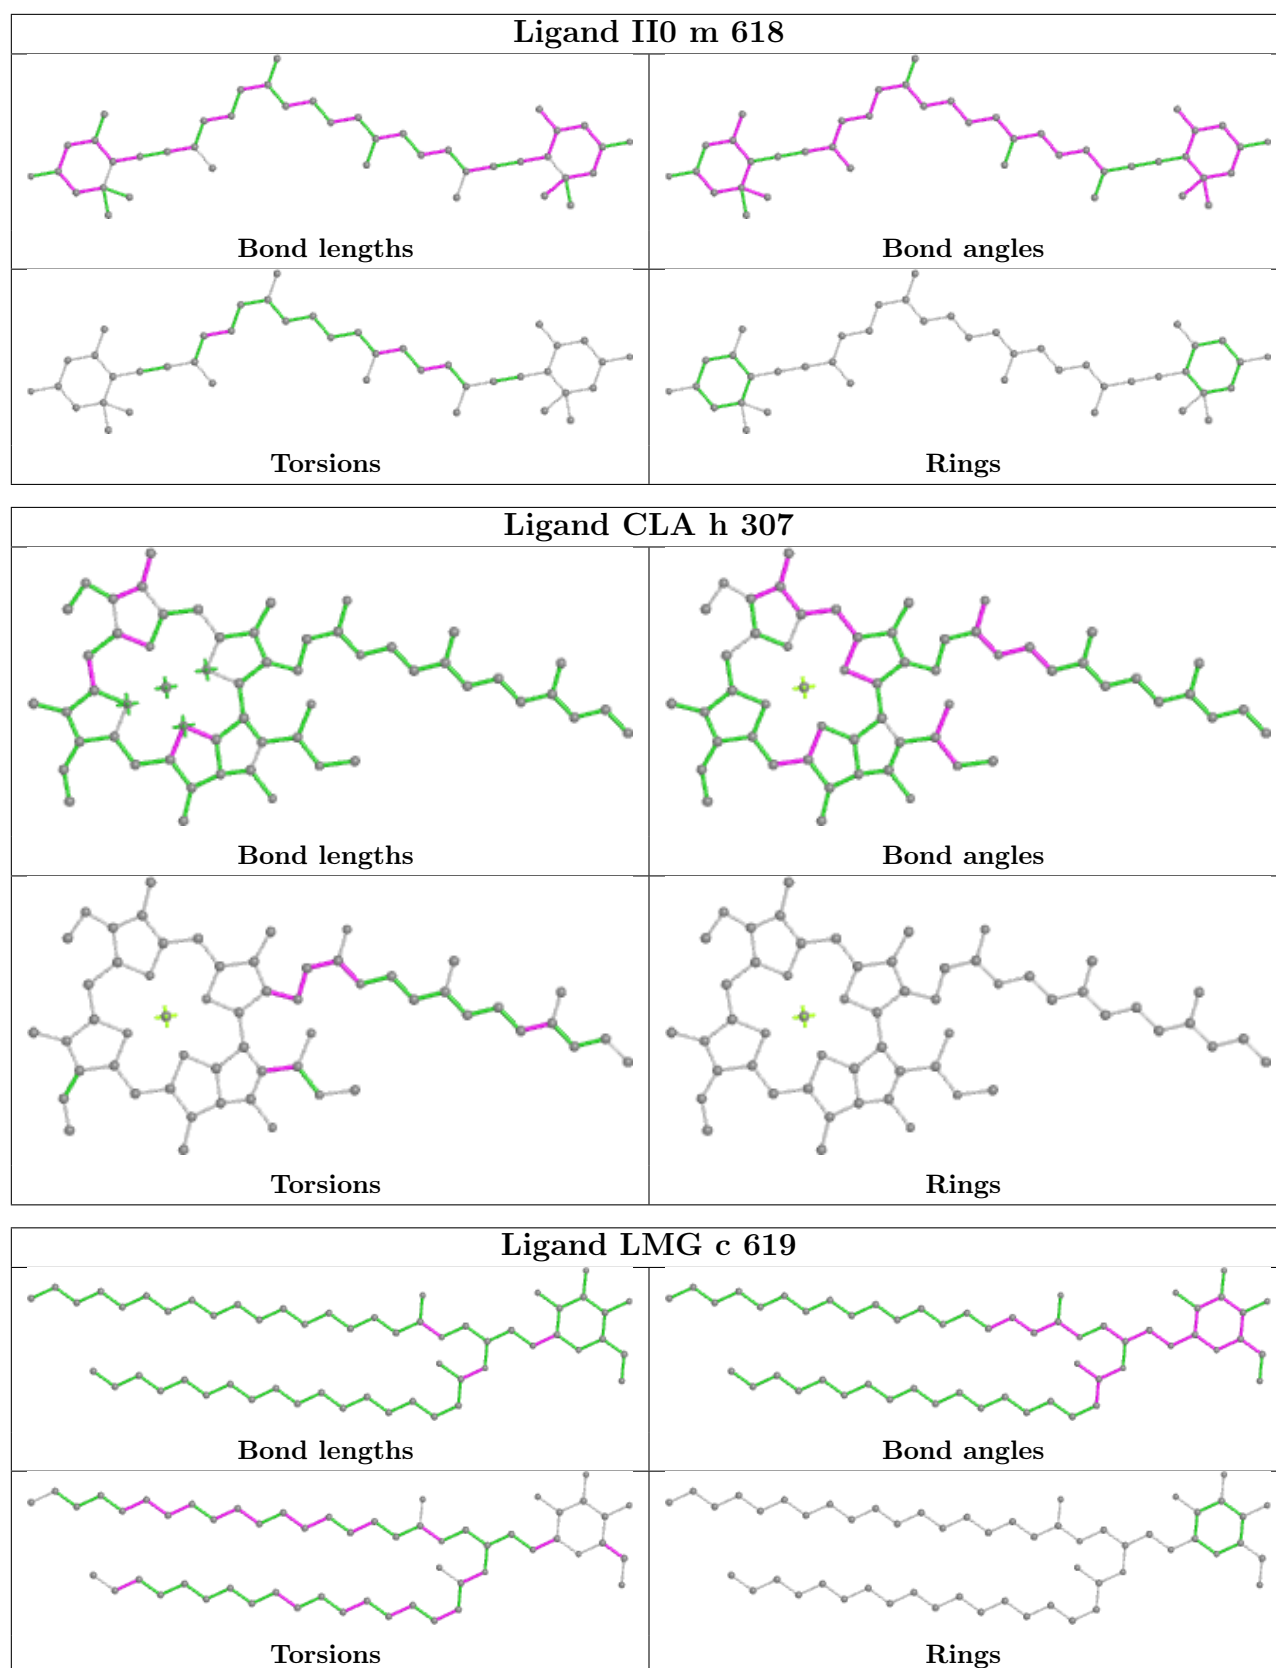 Ligand II0 m 618
Bond lengths
Bond angles
Torsions
Rings
Ligand CLA h 307
Bond lengths
Bond angles
Torsions
Rings
Ligand LMG c 619
Bond lengths
Bond angles
Torsions
Rings